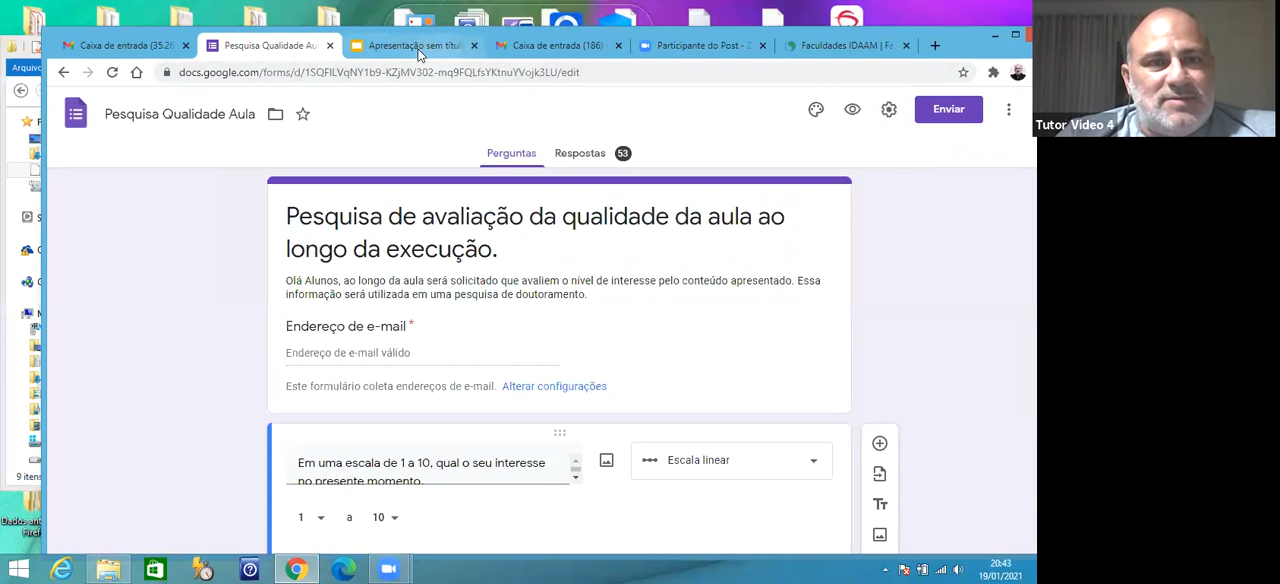 Caixa de entrada (35.26
Pesquisa Qualidade Au
Apresentação sem títul
Caixa de entrada (186)
Participante do Post - Z
Faculdades IDAAM | Fa
Arquivo
docs.google.com/forms/d/1SQFILVqNY1b9-KZjMV302-mq9FQLfsYKtnuYVojk3LU/edit
Pesquisa Qualidade Aula
Enviar
Tutor Video 4
Perguntas
Respostas
53
Pesquisa de avaliação da qualidade da aula ao
longo da execução.
Olá Alunos, ao longo da aula será solicitado que avaliem o nível de interesse pelo conteúdo apresentado. Essa
informação será utilizada em uma pesquisa de doutoramento.
Endereço de e-mail *
Endereço de e-mail válido
Este formulário coleta endereços de e-mail. Alterar configurações
Em uma escala de 1 a 10, qual o seu interesse
no presente momento.
Escala linear
1 a 10
9 itens
Dados ant
Firef
20:43
19/01/2021